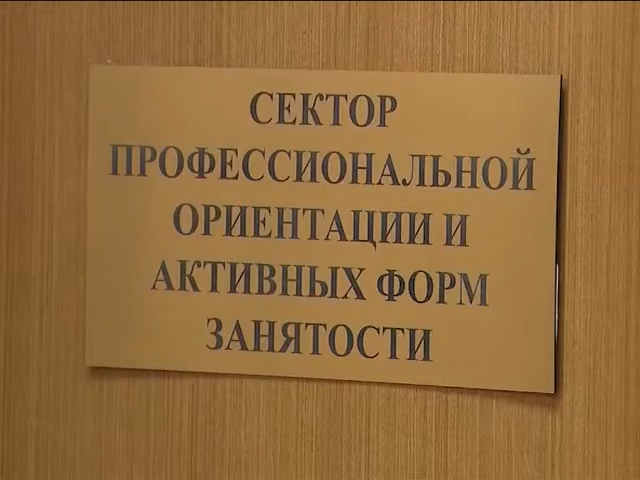 СЕКТОР
ПРОФЕССИОНАЛЬНОЙ
ОРИЕНТАЦИИ И
АКТИВНЫХ ФОРМ
ЗАНЯТОСТИ